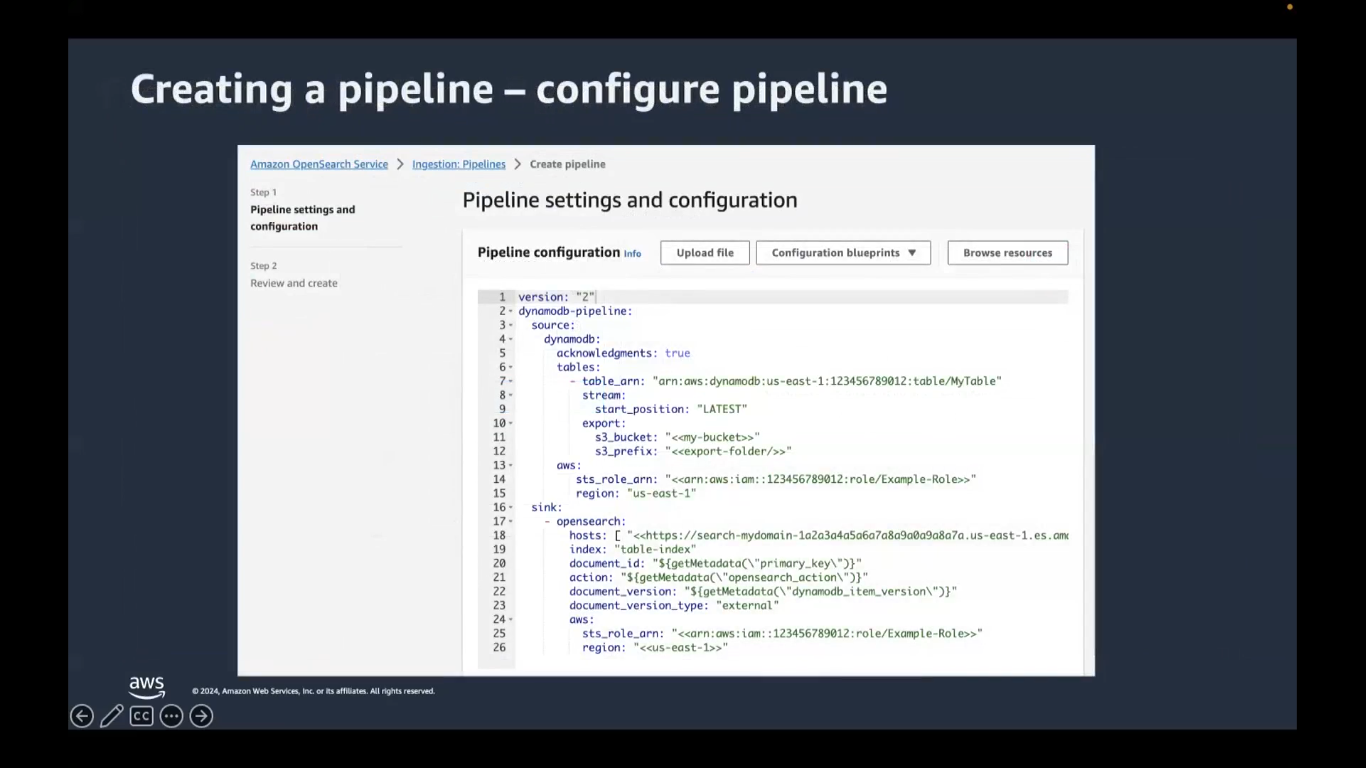 Creating a pipeline – configure pipeline
Amazon OpenSearch Service > Ingestion: Pipelines > Create pipeline
Step 1
Pipeline settings and
configuration
Step 2
Review and create
Pipeline settings and configuration
Pipeline configuration Info Upload file Configuration blueprints ▼ Browse resources
1 version: "2"
2 dynamodb-pipeline:
3 source:
4 dynamodb:
5 acknowledgments: true
6 tables:
7 - table_arn: "arn:aws:dynamodb:us-east-1:123456789012:table/MyTable"
8 stream:
9 start_position: "LATEST"
10 export:
11 s3_bucket: "<<my-bucket>>"
12 s3_prefix: "<<export-folder/>>"
13 aws:
14 sts_role_arn: "<<arn:aws:iam::123456789012:role/Example-Role>>"
15 region: "us-east-1"
16 sink:
17 - opensearch:
18 hosts: [ "<<https://search-mydomain-1a2a3a4a5a6a7a8a9a0a9a8a7a.us-east-1.es.amc
19 index: "table-index"
20 document_id: "${getMetadata(\"primary_key\")}"
21 action: "${getMetadata(\"opensearch_action\")}"
22 document_version: "${getMetadata(\"dynamodb_item_version\")}"
23 document_version_type: "external"
24 aws:
25 sts_role_arn: "<<arn:aws:iam::123456789012:role/Example-Role>>"
26 region: "<<us-east-1>>"
aws
© 2024, Amazon Web Services, Inc. or its affiliates. All rights reserved.
CC